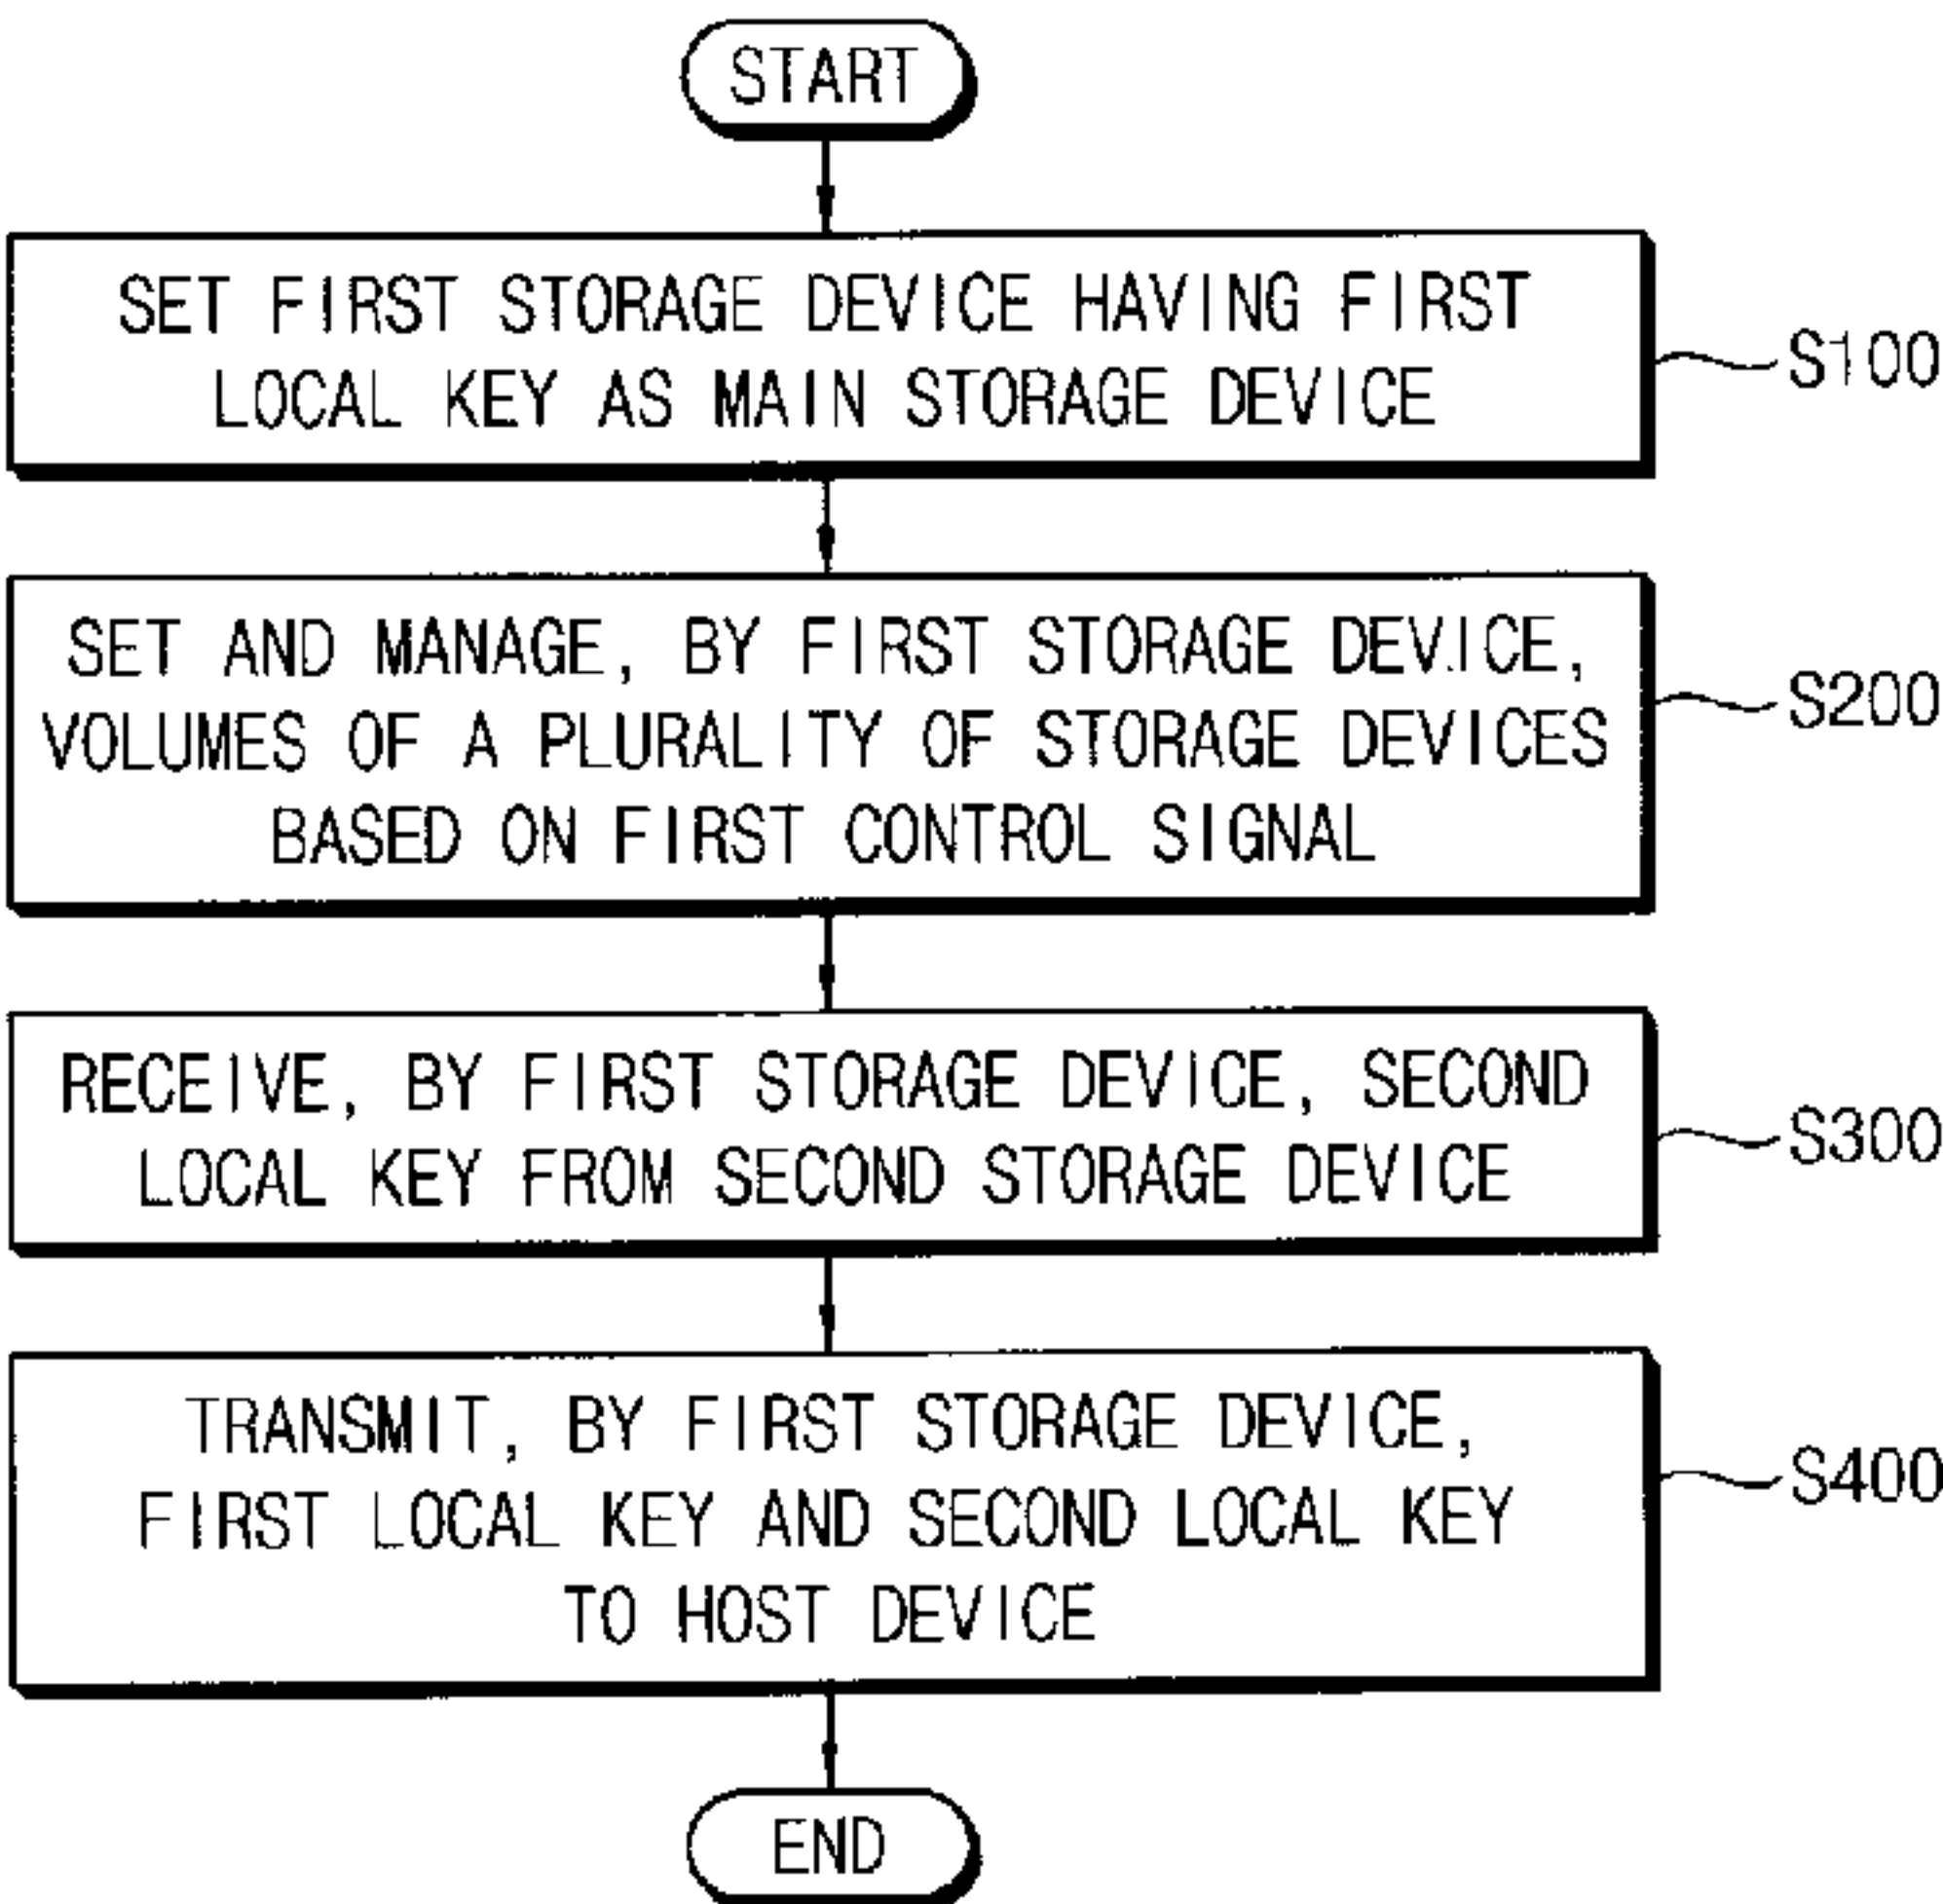 START
SET FIRST STORAGE DEVICE HAVING FIRST
LOCAL KEY AS MAIN STORAGE DEVICE
S100
SET AND MANAGE, BY FIRST STORAGE DEVICE,
VOLUMES OF A PLURALITY OF STORAGE DEVICES
BASED ON FIRST CONTROL SIGNAL
S200
RECEIVE, BY FIRST STORAGE DEVICE, SECOND
LOCAL KEY FROM SECOND STORAGE DEVICE
S300
TRANSMIT, BY FIRST STORAGE DEVICE,
FIRST LOCAL KEY AND SECOND LOCAL KEY
TO HOST DEVICE
S400
END